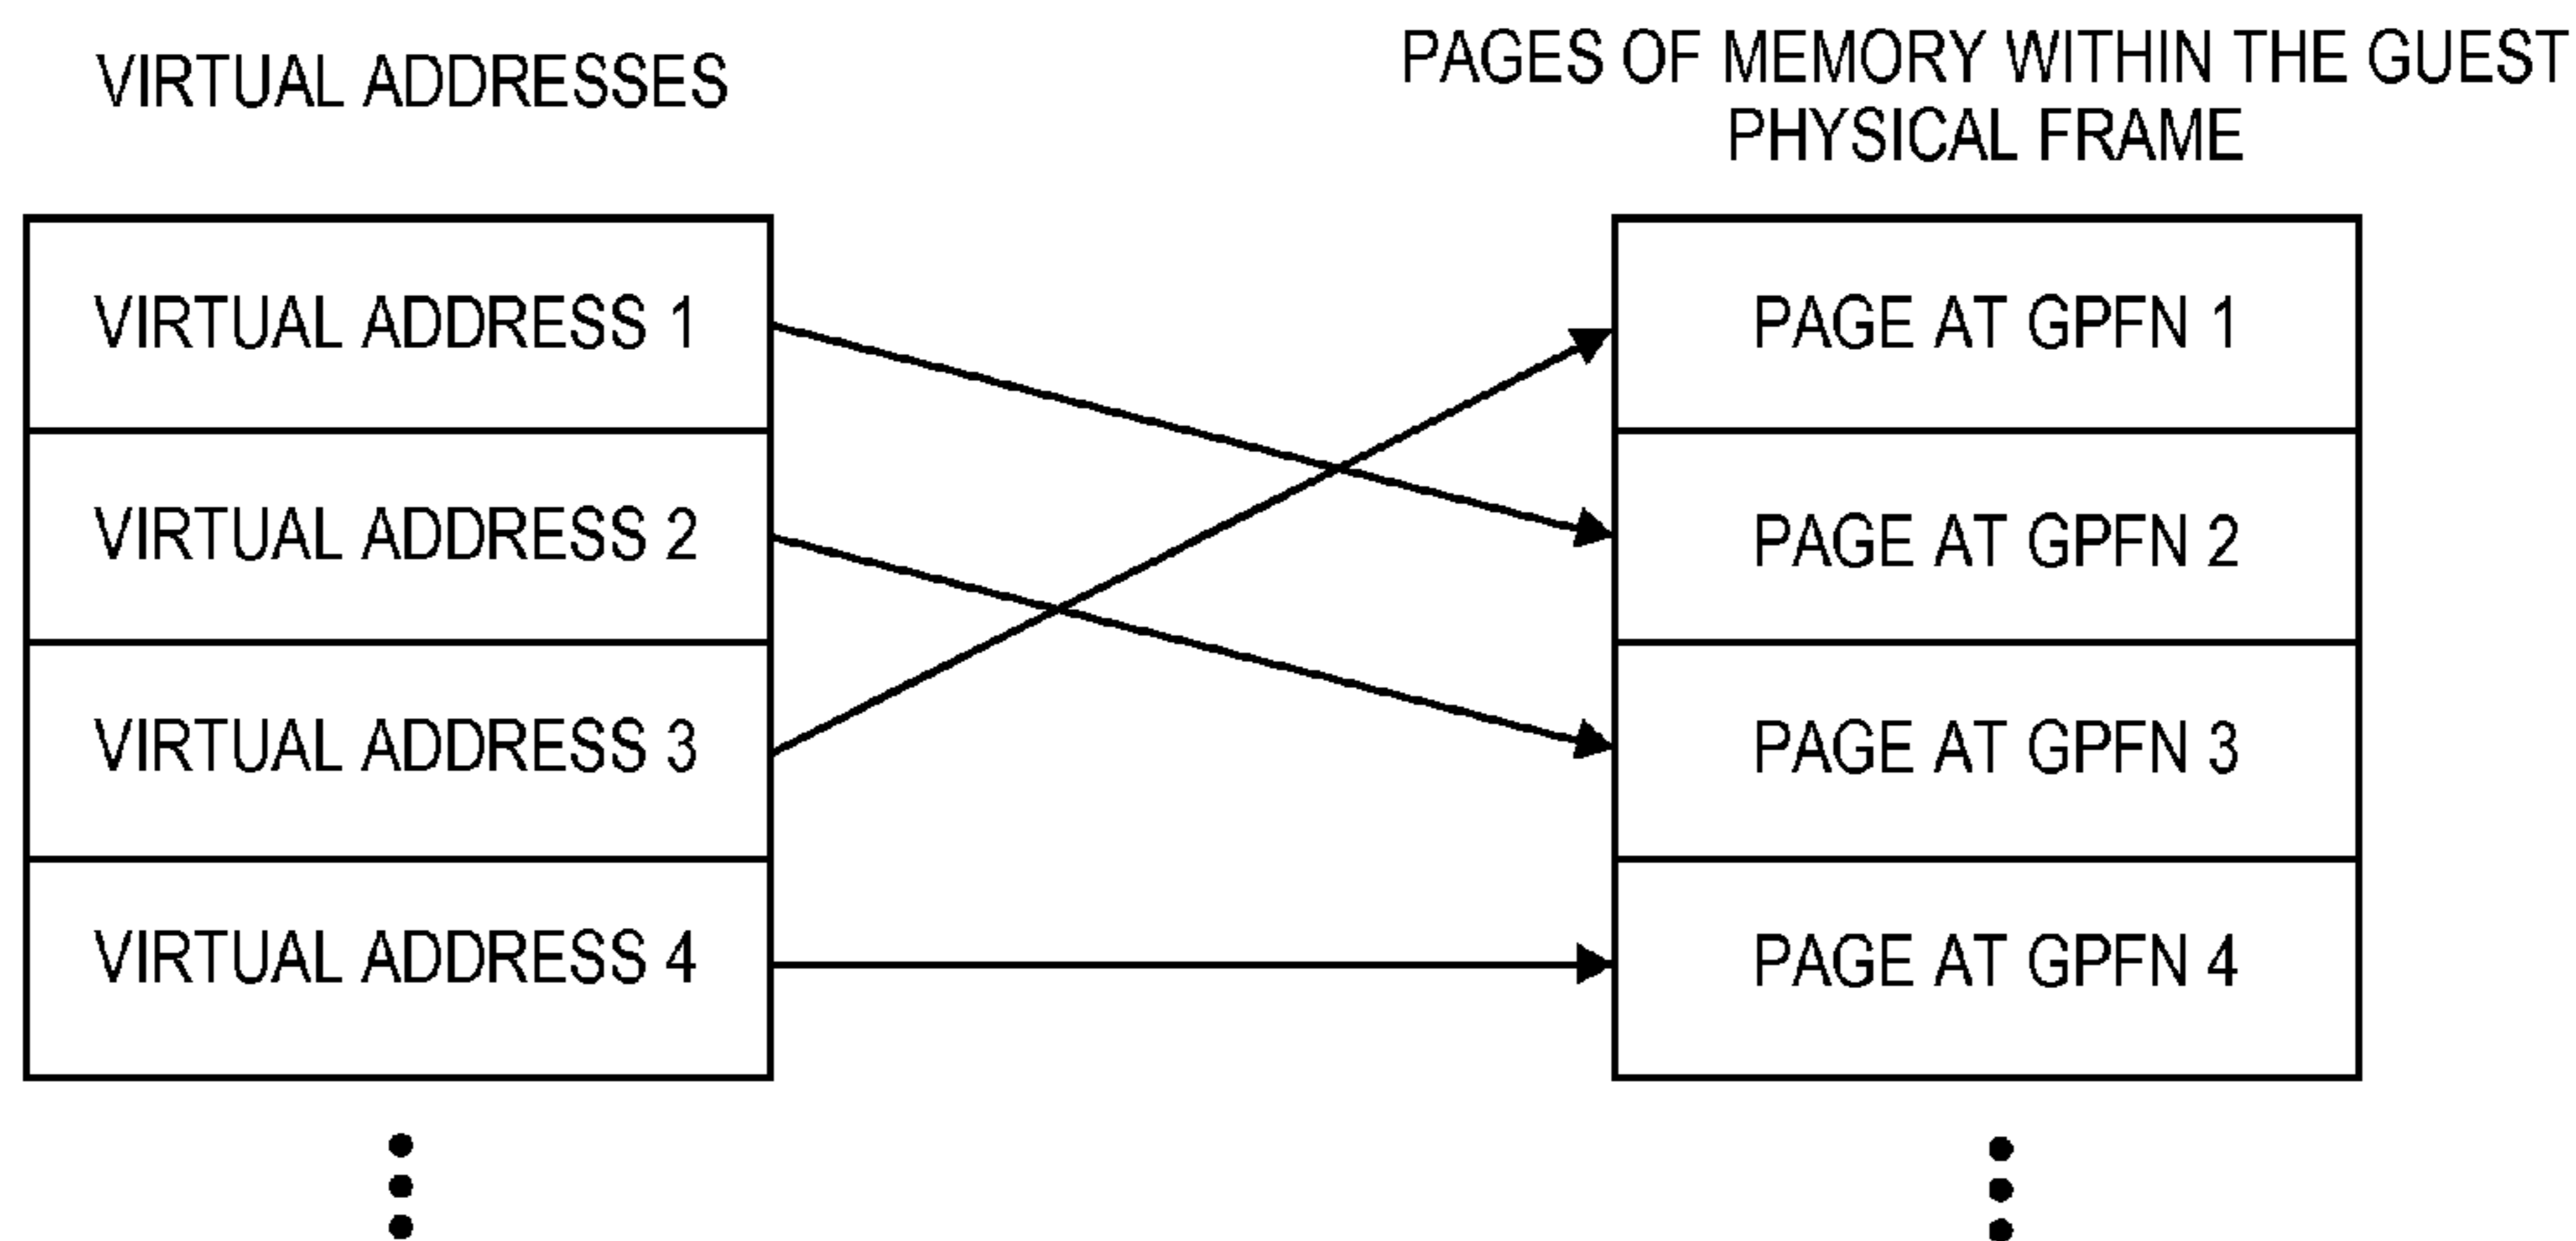 VIRTUAL ADDRESSES
PAGES OF MEMORY WITHIN THE GUEST
PHYSICAL FRAME
VIRTUAL ADDRESS 1
VIRTUAL ADDRESS 2
VIRTUAL ADDRESS 3
VIRTUAL ADDRESS 4
PAGE AT GPFN 1
PAGE AT GPFN 2
PAGE AT GPFN 3
PAGE AT GPFN 4